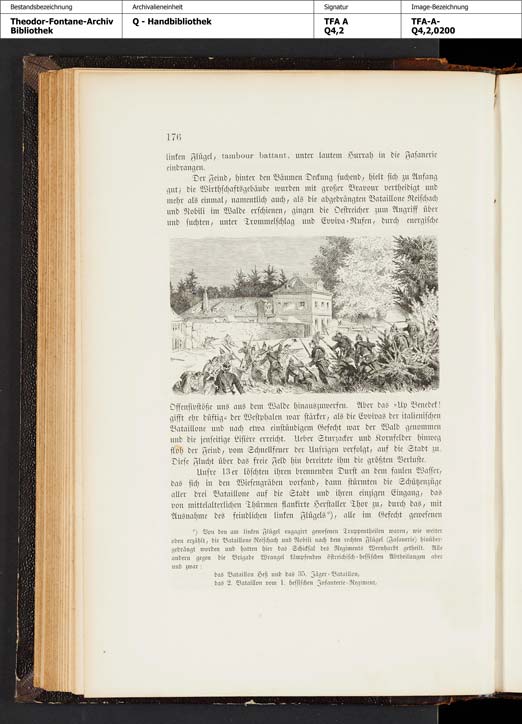 Bestandsbezeichnung
Archivalieneinheit
Signatur
Image-Bezeichnung
Theodor-Fontane-Archiv
Bibliothek
Q - Handbibliothek
TFA A
Q4,2
TFA-A-
Q4,2,0200
176
linken Flügel, tambour battant, unter lautem Hurrah in die Fasanerie
eindrangen.
Der Feind, hinter den Bäumen Deckung suchend, hielt sich zu Anfang
gut; die Wirthschaftsgebäude wurden mit großer Bravour vertheidigt und
mehr als einmal, namentlich auch, als die abgedrängten Bataillone Reischach
und Nobili im Walde erschienen, gingen die Oestreicher zum Angriff über
und suchten, unter Trommelschlag und Evviva-Rufen, durch energische
Offensivstöße uns aus dem Walde hinauszuwerfen. Aber das »Up Benedek!
gifft ehr düftig« der Westphalen war stärker, als die Evvivas der italienischen
Bataillone und nach etwa einstündigem Gefecht war der Wald genommen
und die jenseitige Lisière erreicht. Ueber Sturzacker und Kornfelder hinweg
floh der Feind, vom Schnellfeuer der Unsrigen verfolgt, auf die Stadt zu.
Diese Flucht über das freie Feld hin bereitete ihm die größten Verluste.
Unsre 13er löschten ihren brennenden Durst an dem faulen Wasser,
das sich in den Wiesengräben vorfand, dann stürmten die Schützenzüge
aller drei Bataillone auf die Stadt und ihren einzigen Eingang, das
von mittelalterlichen Thürmen flankirte Herstaller Thor zu, durch das, mit
Ausnahme des feindlichen linken Flügels*), alle im Gefecht gewesenen
*) Von den am linken Flügel engagirt gewesenen Truppentheilen waren, wie weiter
oben erzählt, die Bataillone Reischach und Nobili nach dem rechten Flügel (Fasanerie) hinüber-
gedrängt worden und hatten hier das Schicksal des Regiments Wernhardt getheilt. Alle
andern gegen die Brigade Wrangel kämpfenden östreichisch-hessischen Abtheilungen aber
und zwar:
das Bataillon Heß und das 35. Jäger-Bataillon,
das 2. Bataillon vom 1. hessischen Infanterie-Regiment,